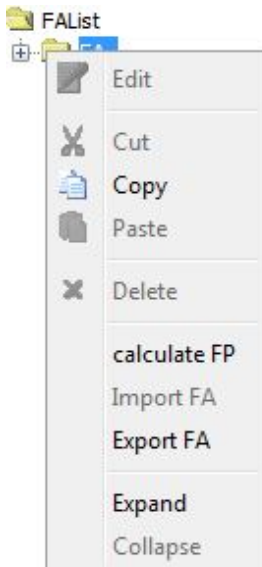 FAList
Edit
Cut
Copy
Paste
Delete
calculate FP
Import FA
Export FA
Expand
Collapse